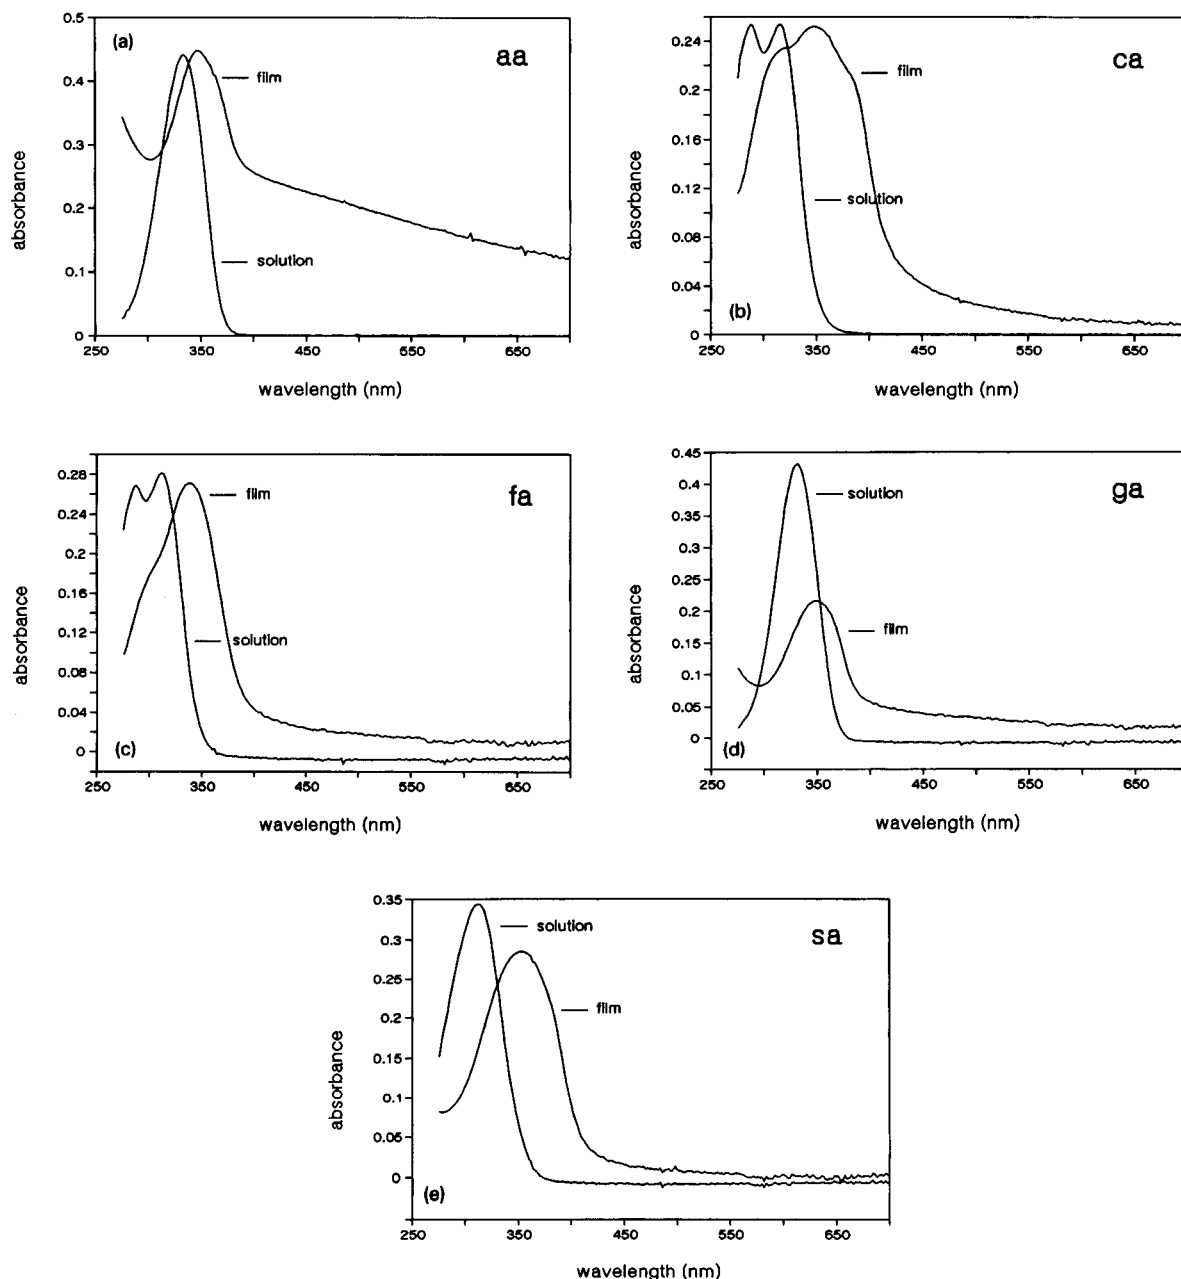 (a)
aa
0.5
0.4
0.3
0.2
0.1
0
film
solution
absorbance
250
350
450
550
650
wavelength (nm)
(b)
ca
0.24
0.2
0.16
0.12
0.08
0.04
0
film
solution
absorbance
250
350
450
550
650
wavelength (nm)
(c)
fa
0.28
0.24
0.2
0.16
0.12
0.08
0.04
0
film
solution
absorbance
250
350
450
550
650
wavelength (nm)
(d)
ga
0.45
0.4
0.35
0.3
0.25
0.2
0.15
0.1
0.05
0
solution
film
absorbance
250
350
450
550
650
wavelength (nm)
(e)
sa
0.35
0.3
0.25
0.2
0.15
0.1
0.05
0
solution
film
absorbance
250
350
450
550
650
wavelength (nm)